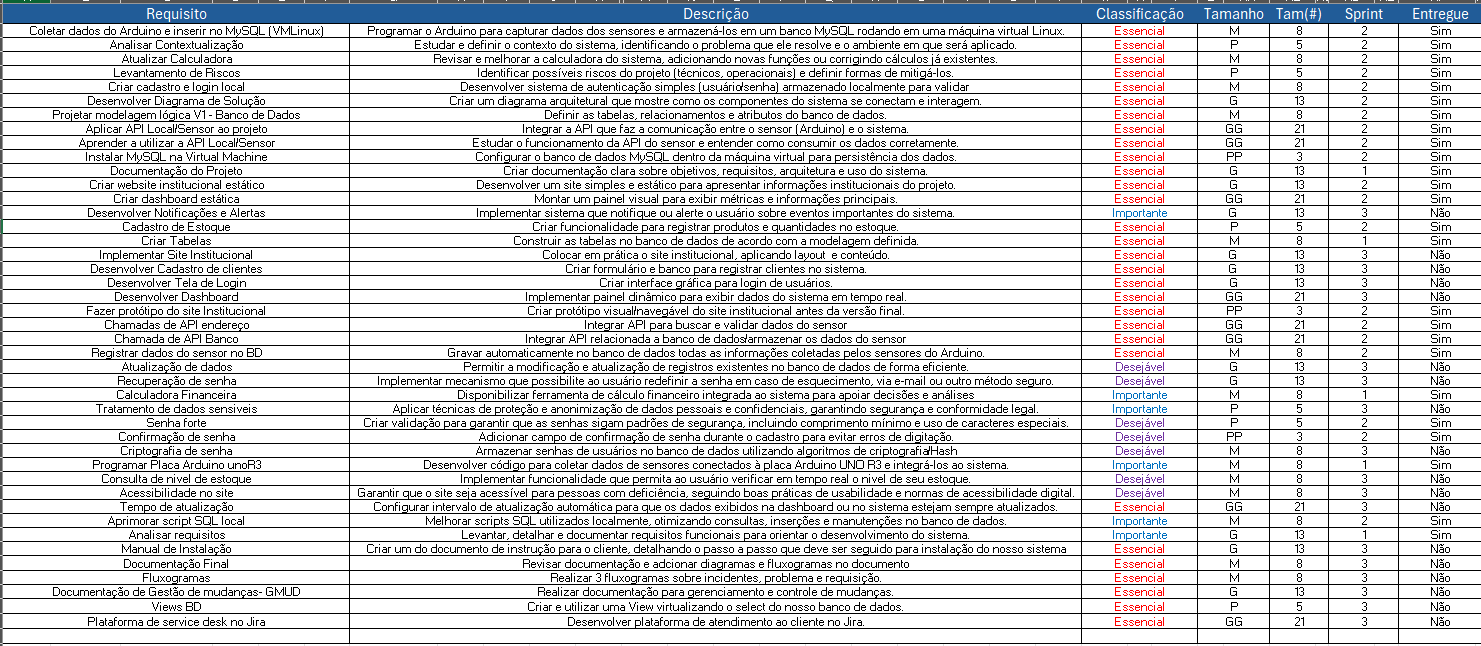 Requisito Descrição Classificação Tamanho Tam(#) Sprint Entregue
Coletar dados do Arduino e inserir no MySQL (VMLinux) Programar o Arduino para capturar dados dos sensores e armazená-los em um banco MySQL rodando em uma máquina virtual Linux. Essencial M 8 2 Sim
Analisar Contextualização Estudar e definir o contexto do sistema, identificando o problema que ele resolve e o ambiente em que será aplicado. Essencial P 5 2 Sim
Atualizar Calculadora Revisar e melhorar a calculadora do sistema, adicionando novas funções ou corrigindo cálculos já existentes. Essencial M 8 2 Sim
Levantamento de Riscos Identificar possíveis riscos do projeto (técnicos, operacionais) e definir formas de mitigá-los. Essencial P 5 2 Sim
Criar cadastro e login local Desenvolver sistema de autenticação simples (usuário/senha) armazenado localmente para validar Essencial M 8 2 Sim
Desenvolver Diagrama de Solução Criar um diagrama arquitetural que mostre como os componentes do sistema se conectam e interagem. Essencial G 13 2 Sim
Projetar modelagem lógica V1 - Banco de Dados Definir as tabelas, relacionamentos e atributos do banco de dados. Essencial M 8 2 Sim
Aplicar API Local/Sensor ao projeto Integrar a API que faz a comunicação entre o sensor (Arduino) e o sistema. Essencial GG 21 2 Sim
Aprender a utilizar a API Local/Sensor Estudar o funcionamento da API do sensor e entender como consumir os dados corretamente. Essencial GG 21 2 Sim
Instalar MySQL na Virtual Machine Configurar o banco de dados MySQL dentro da máquina virtual para persistência dos dados. Essencial PP 3 2 Sim
Documentação do Projeto Criar documentação clara sobre objetivos, requisitos, arquitetura e uso do sistema. Essencial G 13 1 Sim
Criar website institucional estático Desenvolver um site simples e estático para apresentar informações institucionais do projeto. Essencial G 13 2 Sim
Criar dashboard estática Montar um painel visual para exibir métricas e informações principais. Essencial GG 21 2 Sim
Desenvolver Notificações e Alertas Implementar sistema que notifique ou alerte o usuário sobre eventos importantes do sistema. Importante G 13 3 Não
Cadastro de Estoque Criar funcionalidade para registrar produtos e quantidades no estoque. Essencial P 5 2 Sim
Criar Tabelas Construir as tabelas no banco de dados de acordo com a modelagem definida. Essencial M 8 1 Sim
Implementar Site Institucional Colocar em prática o site institucional, aplicando layout e conteúdo. Essencial G 13 3 Não
Desenvolver Cadastro de clientes Criar formulário e banco para registrar clientes no sistema. Essencial G 13 3 Não
Desenvolver Tela de Login Criar interface gráfica para login de usuários. Essencial G 13 3 Não
Desenvolver Dashboard Implementar painel dinâmico para exibir dados do sistema em tempo real. Essencial GG 21 3 Não
Fazer protótipo do site Institucional Criar protótipo visual/navegável do site institucional antes da versão final. Essencial PP 3 2 Sim
Chamadas de API endereço Integrar API para buscar e validar dados do sensor Essencial GG 21 2 Sim
Chamada de API Banco Integrar API relacionada a banco de dados/armazenar os dados do sensor Essencial GG 21 2 Sim
Registrar dados do sensor no BD Gravar automaticamente no banco de dados todas as informações coletadas pelos sensores do Arduino. Essencial M 8 2 Sim
Atualização de dados Permitir a modificação e atualização de registros existentes no banco de dados de forma eficiente. Desejável G 13 3 Não
Recuperação de senha Implementar mecanismo que possibilite ao usuário redefinir a senha em caso de esquecimento, via e-mail ou outro método seguro. Desejável G 13 3 Não
Calculadora Financeira Disponibilizar ferramenta de cálculo financeiro integrada ao sistema para apoiar decisões e análises Importante M 8 1 Sim
Tratamento de dados sensiveis Aplicar técnicas de proteção e anonimização de dados pessoais e confidenciais, garantindo segurança e conformidade legal. Importante P 5 3 Não
Senha forte Criar validação para garantir que as senhas sigam padrões de segurança, incluindo comprimento mínimo e uso de caracteres especiais. Desejável P 5 2 Sim
Confirmação de senha Adicionar campo de confirmação de senha durante o cadastro para evitar erros de digitação. Desejável PP 3 2 Sim
Criptografia de senha Armazenar senhas de usuários no banco de dados utilizando algoritmos de criptografia/Hash Desejável M 8 3 Não
Programar Placa Arduino unoR3 Desenvolver código para coletar dados de sensores conectados à placa Arduino UNO R3 e integrá-los ao sistema. Importante M 8 1 Sim
Consulta de nivel de estoque Implementar funcionalidade que permita ao usuário verificar em tempo real o nivel de seu estoque. Desejável M 8 3 Não
Acessibilidade no site Garantir que o site seja acessível para pessoas com deficiência, seguindo boas práticas de usabilidade e normas de acessibilidade digital. Desejável M 8 3 Não
Tempo de atualização Configurar intervalo de atualização automática para que os dados exibidos na dashboard ou no sistema estejam sempre atualizados. Essencial GG 21 3 Não
Aprimorar script SQL local Melhorar scripts SQL utilizados localmente, otimizando consultas, inserções e manutenções no banco de dados. Importante M 8 2 Sim
Analisar requisitos Levantar, detalhar e documentar requisitos funcionais para orientar o desenvolvimento do sistema. Importante G 13 1 Sim
Manual de Instalação Criar um do documento de instrução para o cliente, detalhando o passo a passo que deve ser seguido para instalação do nosso sistema Essencial G 13 3 Não
Documentação Final Revisar documentação e adcionar diagramas e fluxogramas no documento Essencial M 8 3 Não
Fluxogramas Realizar 3 fluxogramas sobre incidentes, problema e requisição. Essencial M 8 3 Não
Documentação de Gestão de mudanças- GMUD Realizar documentação para gerenciamento e controle de mudanças. Essencial G 13 3 Não
Views BD Criar e utilizar uma View virtualizando o select do nosso banco de dados. Essencial P 5 3 Não
Plataforma de service desk no Jira Desenvolver plataforma de atendimento ao cliente no Jira. Essencial GG 21 3 Não